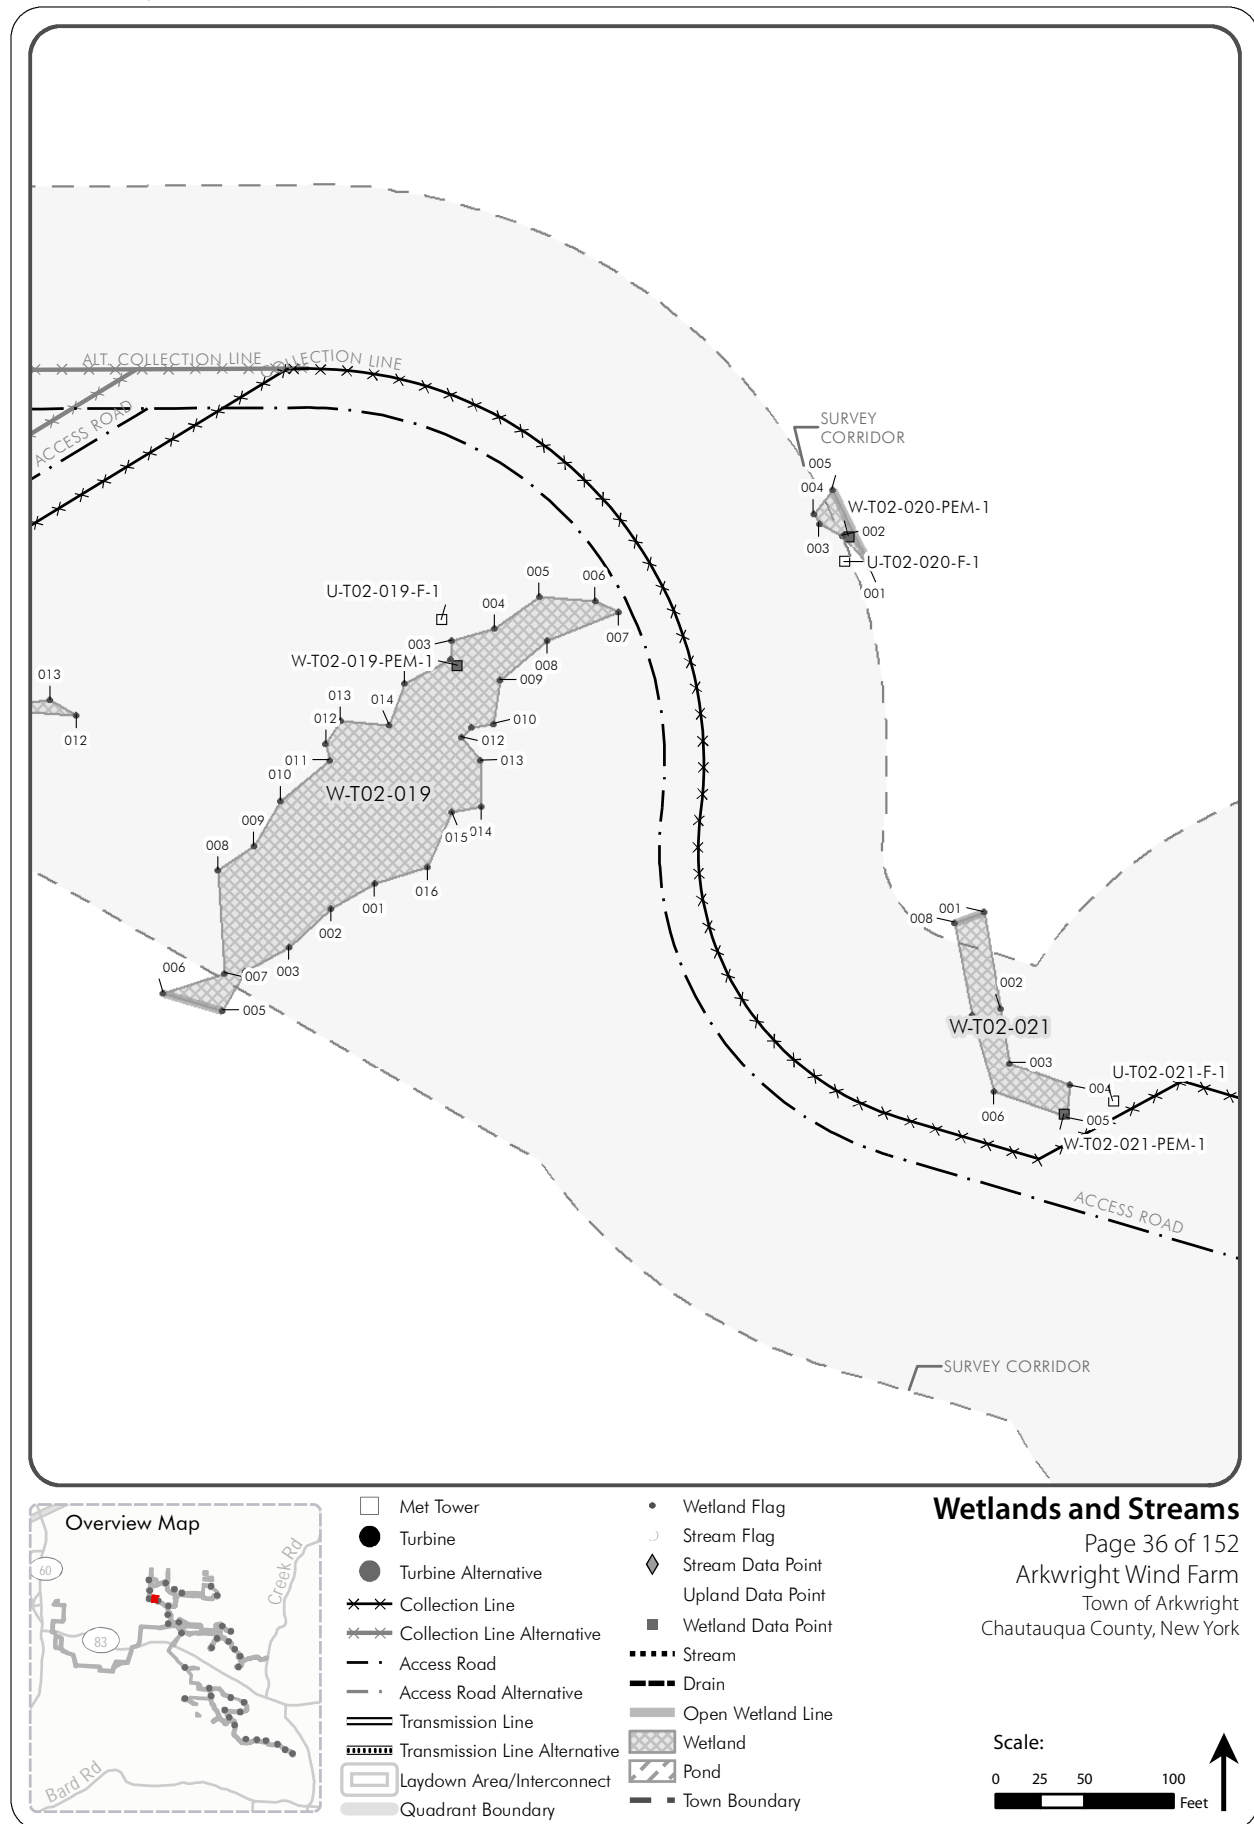 ALT. COLLECTION LINE
COLLECTION LINE
ACCESS ROAD
SURVEY
CORRIDOR
005
004
W-T02-020-PEM-1
002
003
U-T02-020-F-1
001
U-T02-019-F-1
005
006
004
003
007
W-T02-019-PEM-1
008
009
013
012
013
014
012
010
012
011
013
010
W-T02-019
009
015
014
008
016
001
002
003
006
007
005
001
008
002
W-T02-021
003
U-T02-021-F-1
004
006
005
W-T02-021-PEM-1
ACCESS ROAD
SURVEY CORRIDOR
Overview Map
60
83
Creek Rd
Bard Rd
Met Tower
Turbine
Turbine Alternative
Collection Line
Collection Line Alternative
Access Road
Access Road Alternative
Transmission Line
Transmission Line Alternative
Laydown Area/Interconnect
Quadrant Boundary
Wetland Flag
Stream Flag
Stream Data Point
Upland Data Point
Wetland Data Point
Stream
Drain
Open Wetland Line
Wetland
Pond
Town Boundary
Wetlands and Streams
Page 36 of 152
Arkwright Wind Farm
Town of Arkwright
Chautauqua County, New York
Scale:
0 25 50 100
Feet